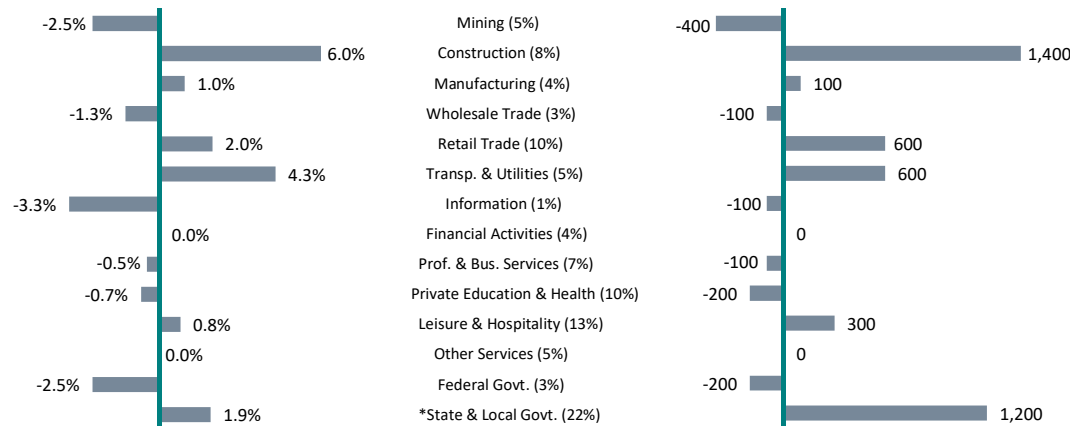 -2.5% Mining (5%) -400
6.0% Construction (8%) 1,400
1.0% Manufacturing (4%) 100
-1.3% Wholesale Trade (3%) -100
2.0% Retail Trade (10%) 600
4.3% Transp. & Utilities (5%) 600
-3.3% Information (1%) -100
0.0% Financial Activities (4%) 0
-0.5% Prof. & Bus. Services (7%) -100
-0.7% Private Education & Health (10%) -200
0.8% Leisure & Hospitality (13%) 300
0.0% Other Services (5%) 0
-2.5% Federal Govt. (3%) -200
1.9% *State & Local Govt. (22%) 1,200